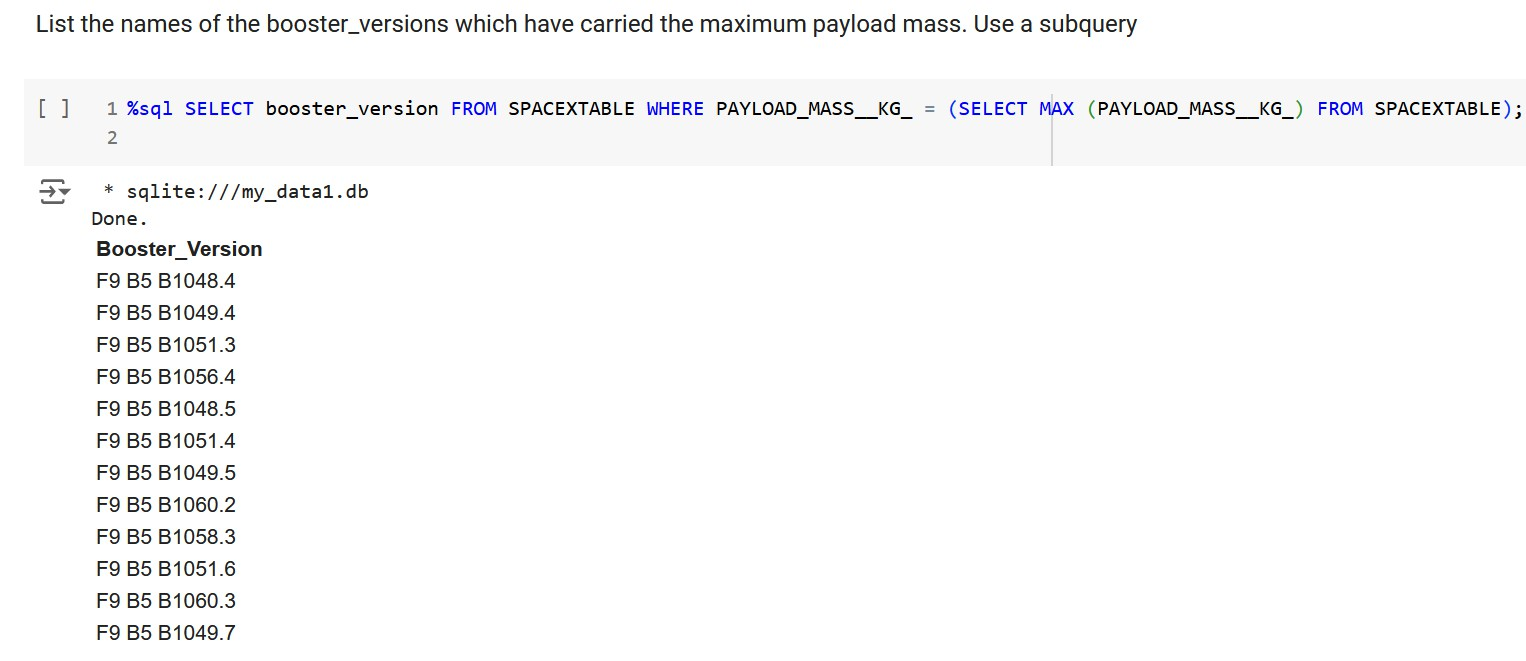 List the names of the booster_versions which have carried the maximum payload mass. Use a subquery
[ ] 1 %sql SELECT booster_version FROM SPACEXTABLE WHERE PAYLOAD_MASS__KG_ = (SELECT MAX (PAYLOAD_MASS__KG_) FROM SPACEXTABLE);
2
* sqlite:///my_data1.db
Done.
Booster_Version
F9 B5 B1048.4
F9 B5 B1049.4
F9 B5 B1051.3
F9 B5 B1056.4
F9 B5 B1048.5
F9 B5 B1051.4
F9 B5 B1049.5
F9 B5 B1060.2
F9 B5 B1058.3
F9 B5 B1051.6
F9 B5 B1060.3
F9 B5 B1049.7